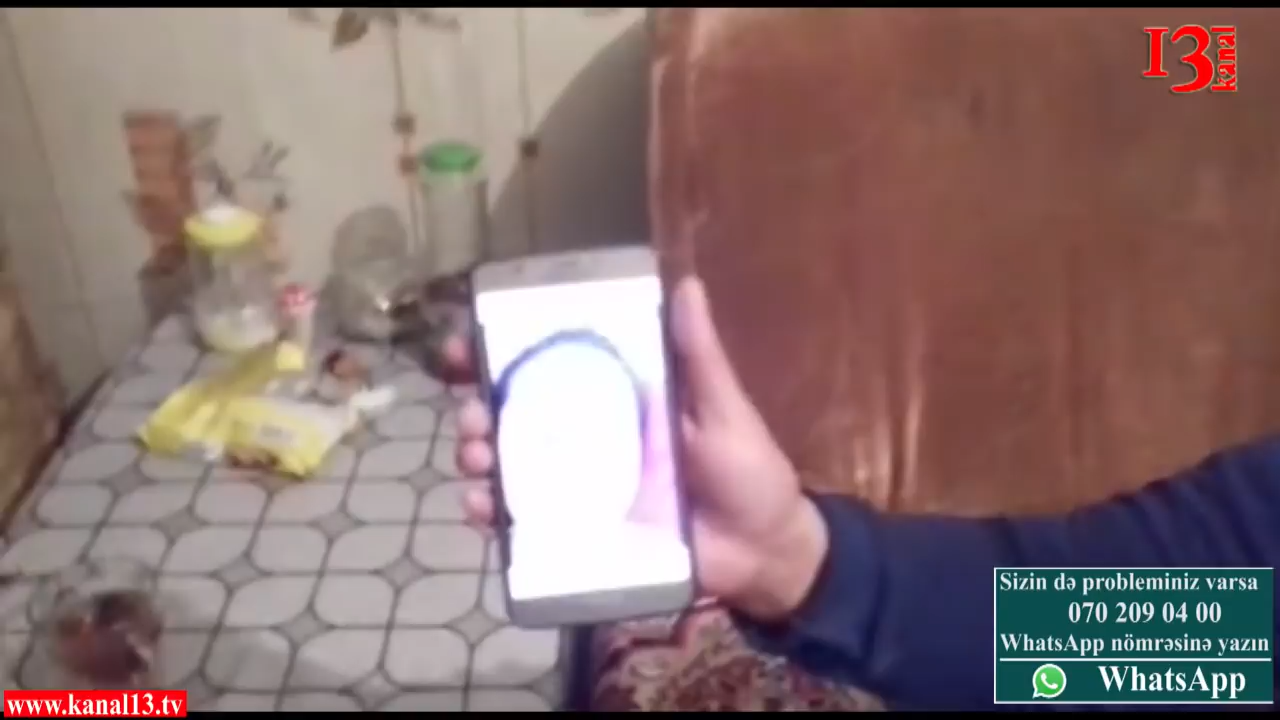 13 kanal
Sizin də probleminiz varsa
070 209 04 00
WhatsApp nömrəsinə yazın
WhatsApp
www.kanal13.tv